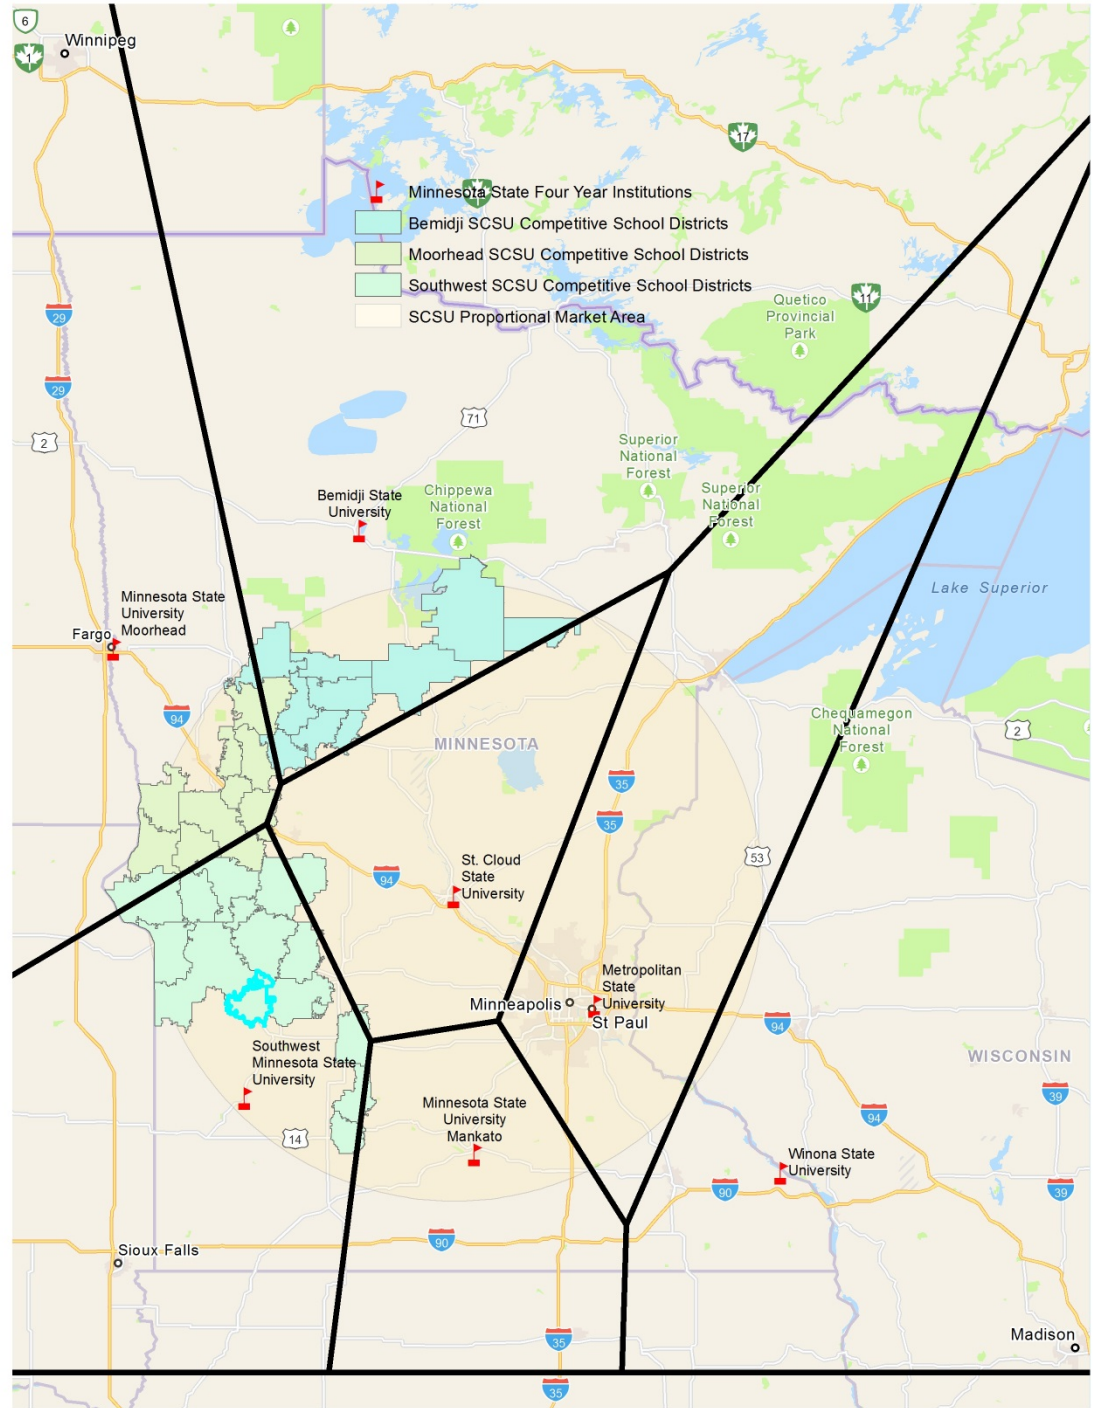 6
Winnipeg
1
17
Minnesota State Four Year Institutions
Bemidji SCSU Competitive School Districts
Moorhead SCSU Competitive School Districts
Southwest SCSU Competitive School Districts
SCSU Proportional Market Area
Quetico
Provincial
Park
11
29
29
71
2
Superior
National
Forest
Superior
National
Forest
Bemidji State
University
Chippewa
National
Forest
Lake Superior
Minnesota State
University
Moorhead
Fargo
94
Chequamegon
National
Forest
2
MINNESOTA
35
35
53
94
St. Cloud
State
University
Metropolitan
State
University
Minneapolis
St Paul
94
Southwest
Minnesota State
University
WISCONSIN
39
94
Minnesota State
University
Mankato
14
Winona State
University
90
39
90
Sioux Falls
35
Madison
35